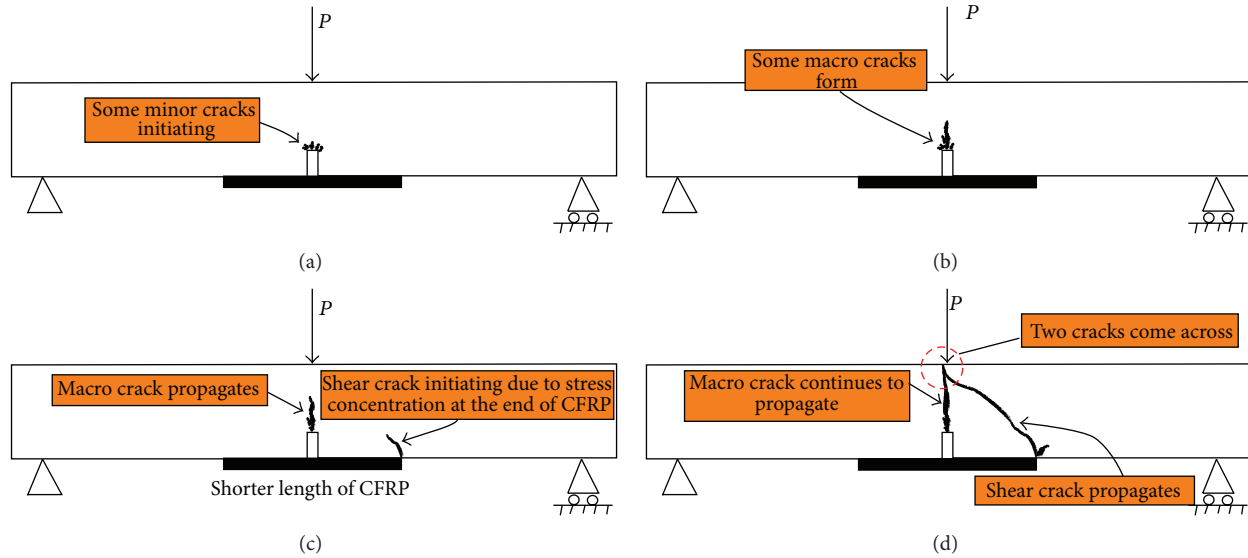 P
Some minor cracks
initiating
(a)
P
Some macro cracks
form
(b)
P
Macro crack propagates
Shear crack initiating due to stress
concentration at the end of CFRP
Shorter length of CFRP
(c)
P
Two cracks come across
Macro crack continues to
propagate
Shear crack propagates
(d)